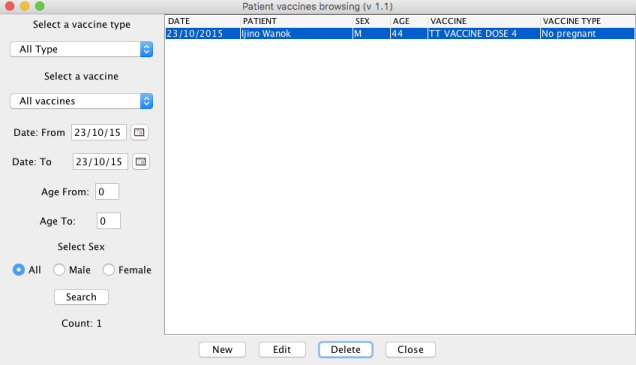 Patient vaccines browsing (v 1.1)
Select a vaccine type
All Type
Select a vaccine
All vaccines
Date: From 23/10/15
Date: To 23/10/15
Age From: 0
Age To: 0
Select Sex
All Male Female
Search
Count: 1
DATE PATIENT SEX AGE VACCINE VACCINE TYPE
23/10/2015 Ijino Wanok M 44 TT VACCINE DOSE 4 No pregnant
New Edit Delete Close